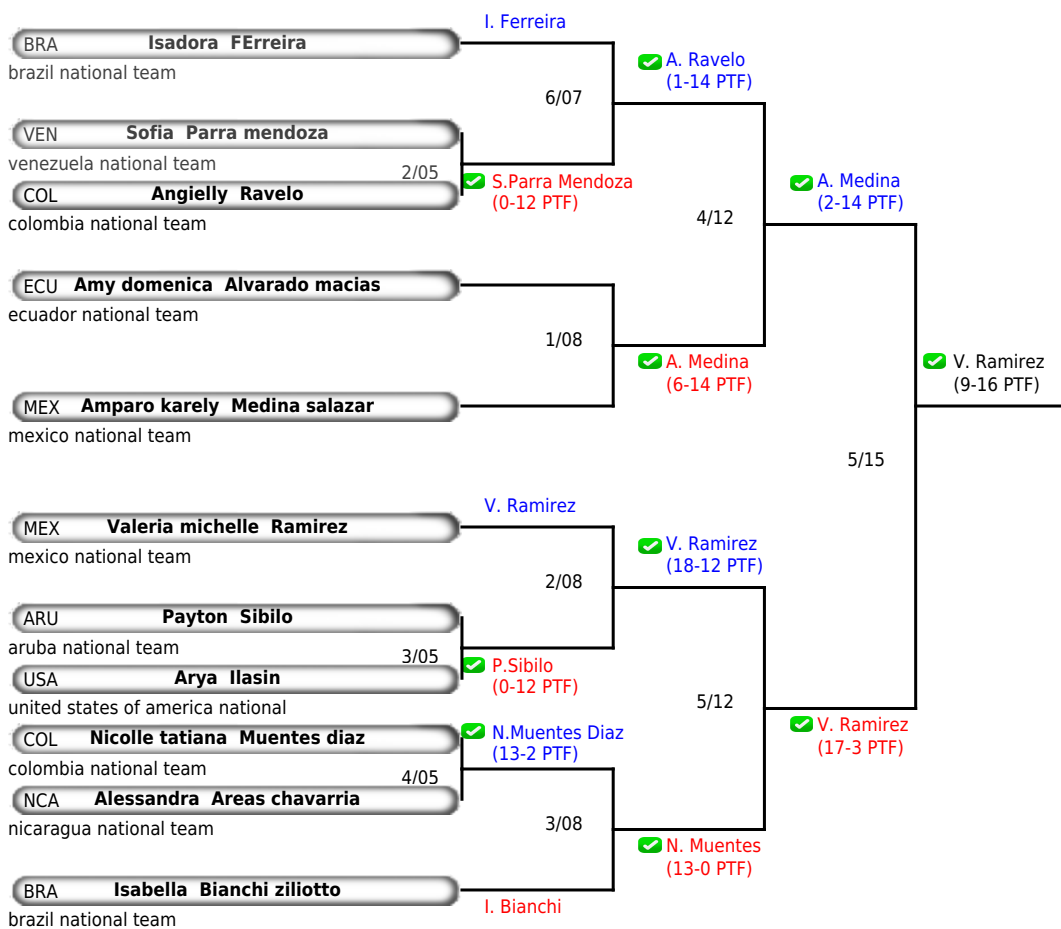 I. Ferreira
BRA Isadora FErreira
brazil national team
A. Ravelo
(1-14 PTF)
6/07
VEN Sofia Parra mendoza
venezuela national team
2/05
S.Parra Mendoza
(0-12 PTF)
COL Angielly Ravelo
colombia national team
A. Medina
(2-14 PTF)
4/12
ECU Amy domenica Alvarado macias
ecuador national team
1/08
A. Medina
(6-14 PTF)
V. Ramirez
(9-16 PTF)
MEX Amparo karely Medina salazar
mexico national team
5/15
V. Ramirez
MEX Valeria michelle Ramirez
mexico national team
V. Ramirez
(18-12 PTF)
2/08
ARU Payton Sibilo
aruba national team
3/05
P.Sibilo
(0-12 PTF)
USA Arya Ilasin
united states of america national
5/12
COL Nicolle tatiana Muentes diaz
colombia national team
N.Muentes Diaz
(13-2 PTF)
V. Ramirez
(17-3 PTF)
4/05
NCA Alessandra Areas chavarria
nicaragua national team
3/08
N. Muentes
(13-0 PTF)
BRA Isabella Bianchi ziliotto
brazil national team
I. Bianchi